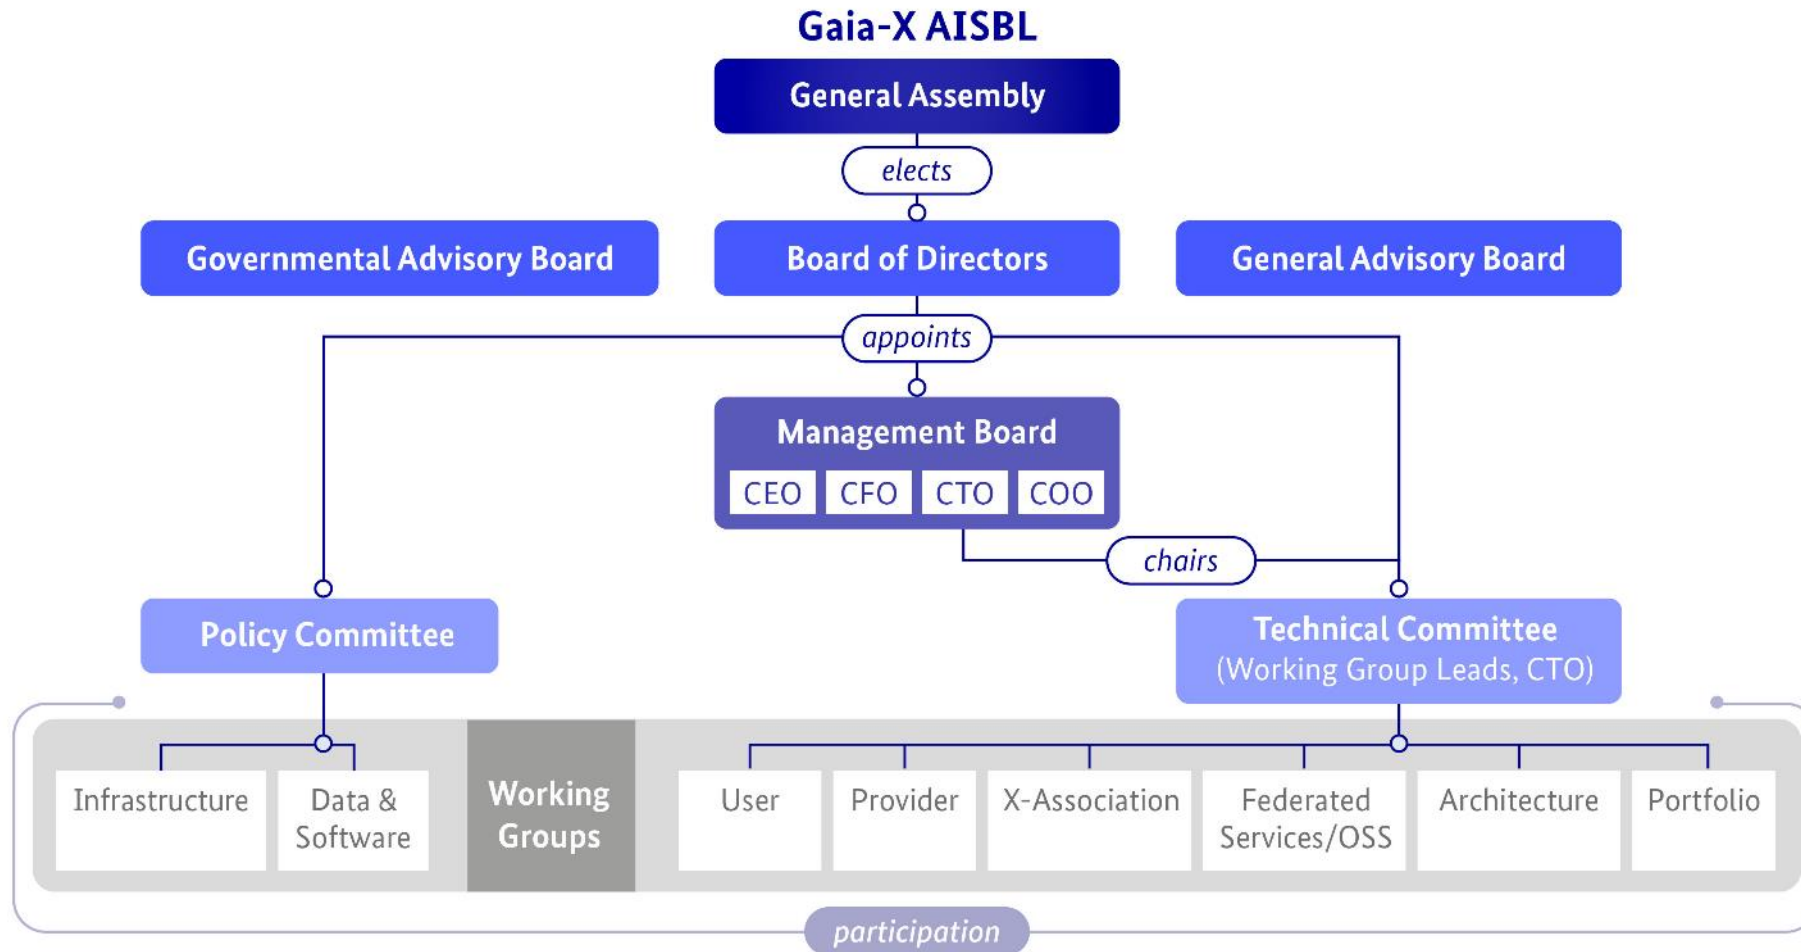 Gaia-X AISBL
General Assembly
elects
Governmental Advisory Board
Board of Directors
General Advisory Board
appoints
Management Board
CEO
CFO
CTO
COO
chairs
Policy Committee
Technical Committee
(Working Group Leads, CTO)
Infrastructure
Data &
Software
Working
Groups
User
Provider
X-Association
Federated
Services/OSS
Architecture
Portfolio
participation